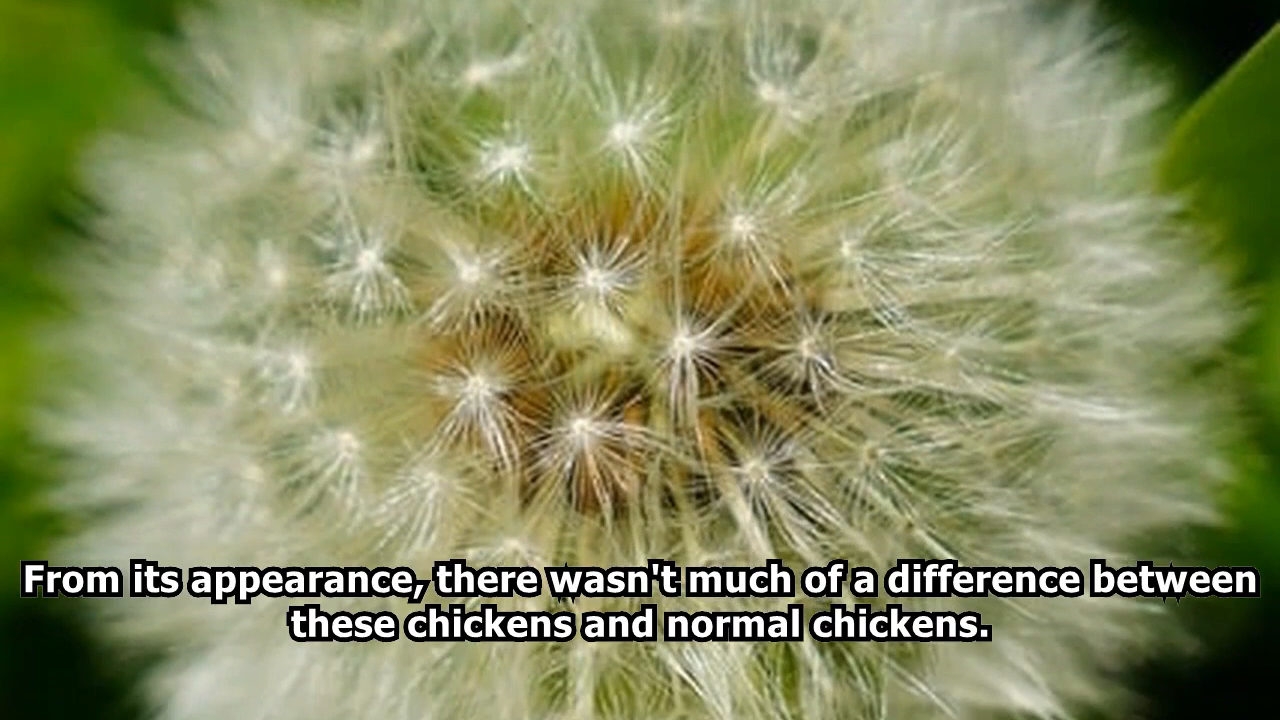 From its appearance, there wasn't much of a difference between
these chickens and normal chickens.